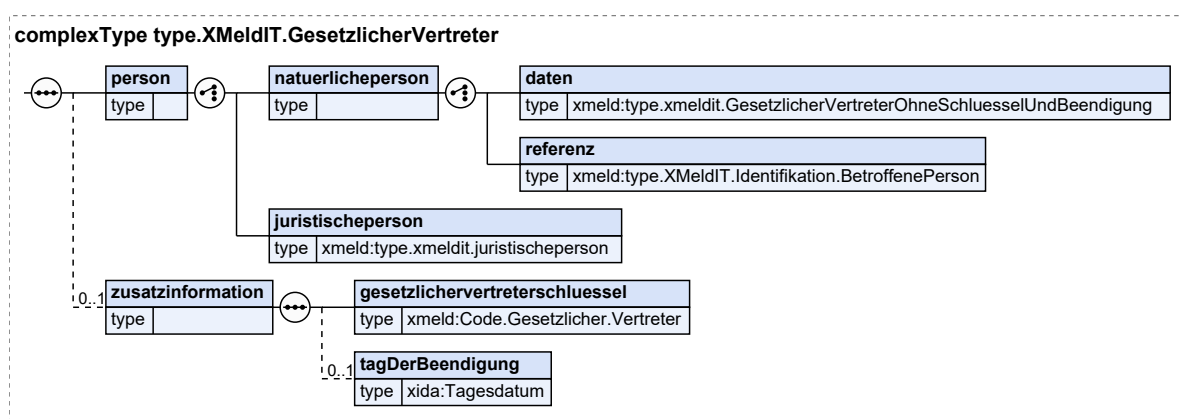 complexType type.XMeldIT.GesetzlicherVertreter
person
type
natuerlicheperson
type
daten
type xmeld:type.xmeldit.GesetzlicherVertreterOhneSchluesselUndBeendigung
referenz
type xmeld:type.XMeldIT.Identifikation.BetroffenePerson
juristischeperson
type xmeld:type.xmeldit.juristischeperson
0..1
zusatzinformation
type
gesetzlichervertreterschluessel
type xmeld:Code.Gesetzlicher.Vertreter
0..1
tagDerBeendigung
type xida:Tagesdatum